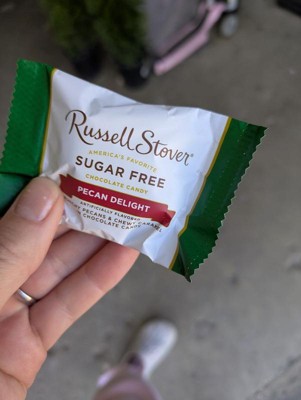 Russell Stover
AMERICA'S FAVORITE
SUGAR FREE
CHOCOLATE CANDY
PECAN DELIGHT
ARTIFICIALLY FLAVORED
PECANS & CHEWY CARAMEL
CHOCOLATE CANDY